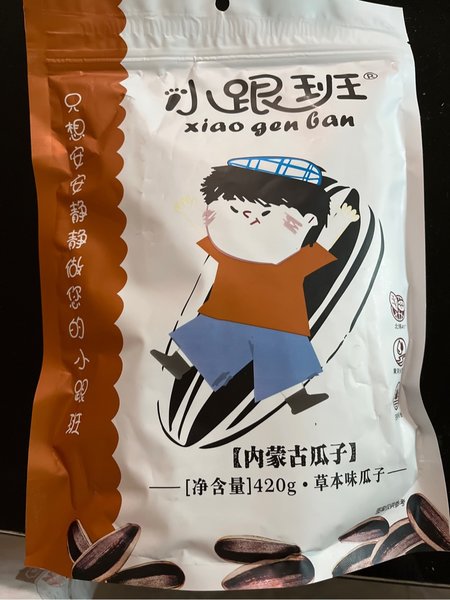 小跟班®
xiao gen ban
只想安安静静做您的小跟班
【内蒙古瓜子】
[净含量]420g·草本味瓜子